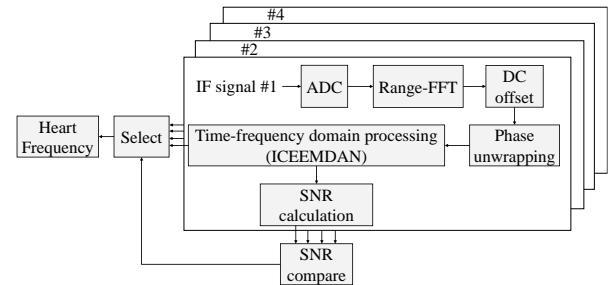 #4
#3
#2
IF signal #1
ADC
Range-FFT
DC
offset
Heart
Frequency
Select
Time-frequency domain processing
(ICEEMDAN)
Phase
unwrapping
SNR
calculation
SNR
compare